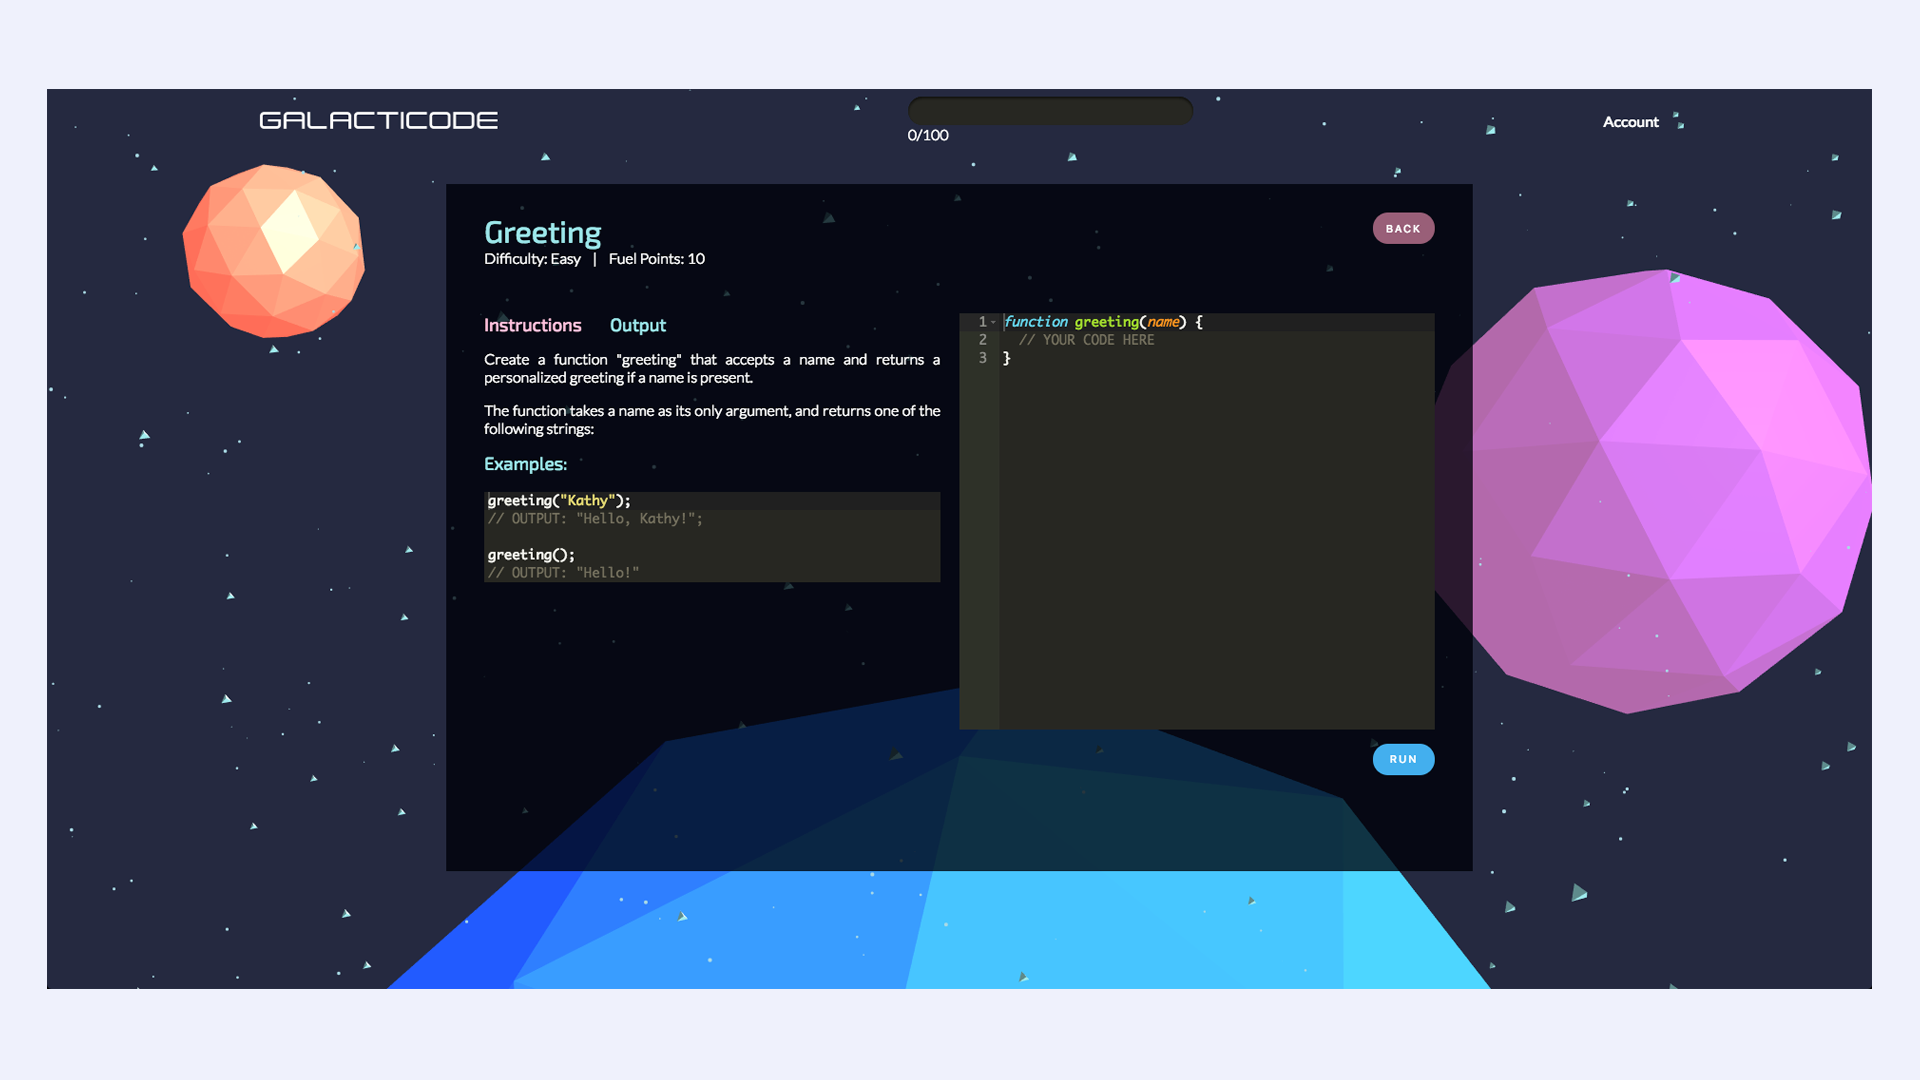 GALACTICODE
0/100
Account
Greeting
BACK
Difficulty: Easy | Fuel Points: 10
Instructions Output
Create a function "greeting" that accepts a name and returns a
personalized greeting if a name is present.
The function takes a name as its only argument, and returns one of the
following strings:
Examples:
greeting("Kathy");
// OUTPUT: "Hello, Kathy!";
greeting();
// OUTPUT: "Hello!"
1 function greeting(name) {
2 // YOUR CODE HERE
3 }
RUN